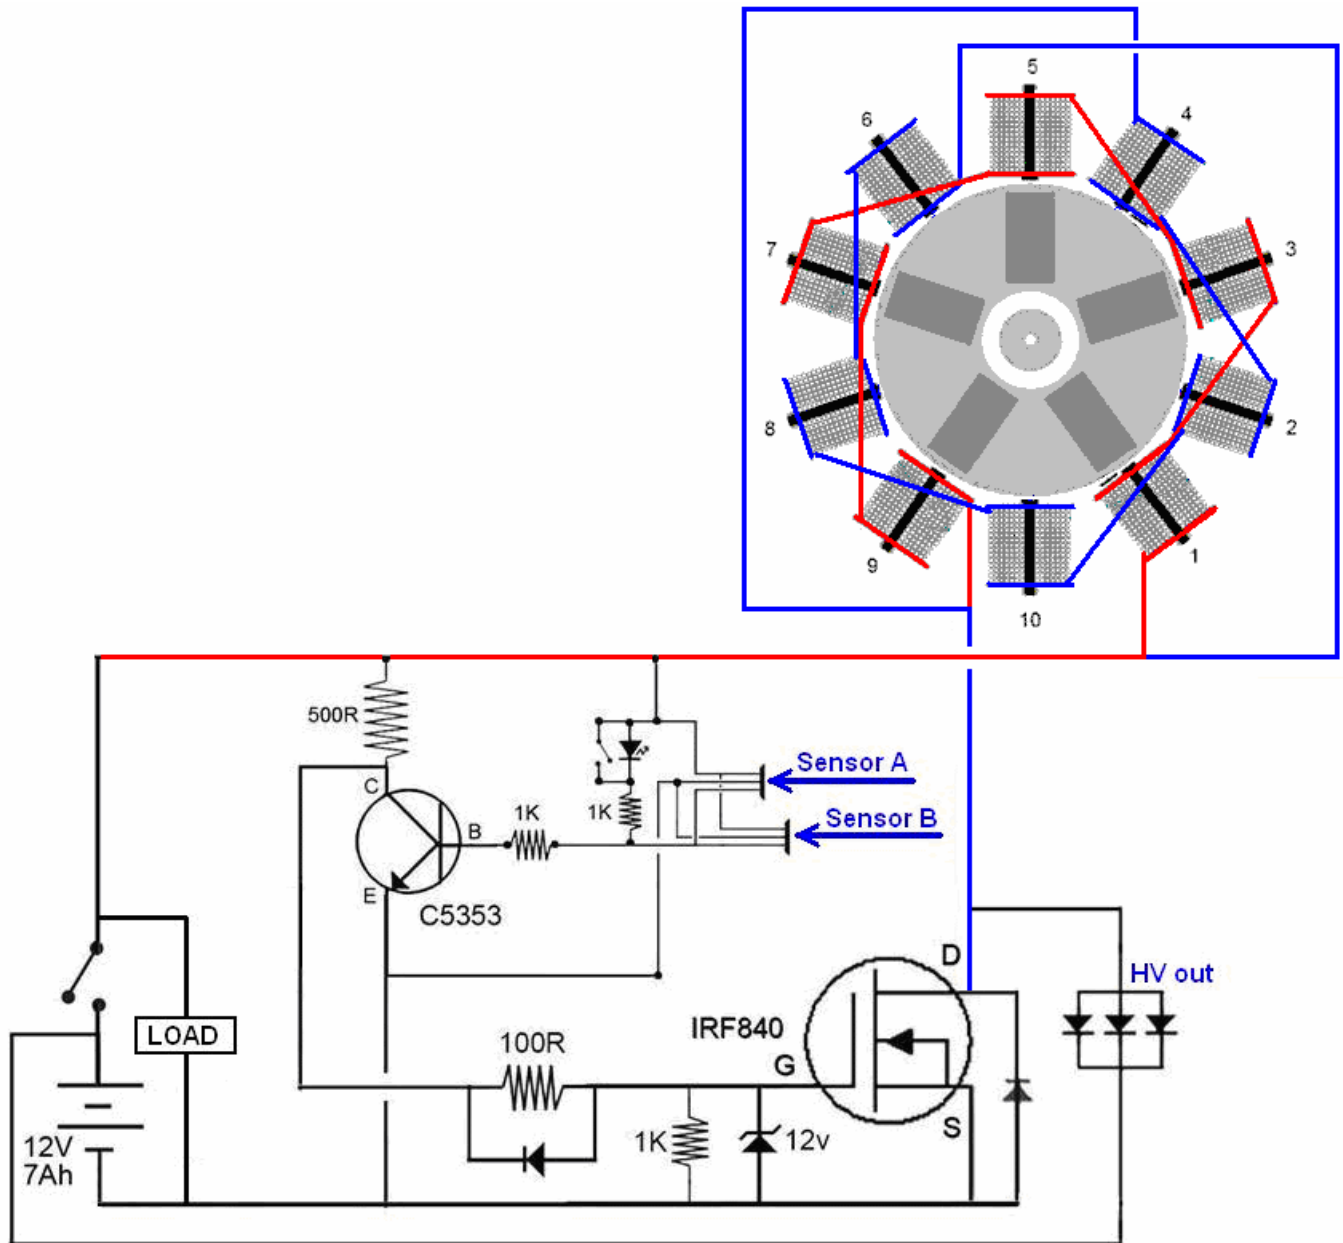 5
6
4
7
3
8
2
9
1
10
500R
C
1K
B
1K
Sensor A
Sensor B
E
C5353
D
HV out
IRF840
LOAD
100R
G
12V
7Ah
1K
12v
S